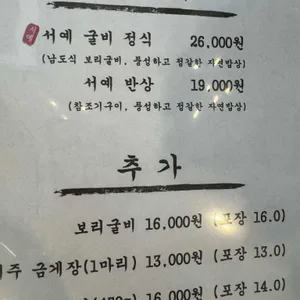 서예 굴비 정식 26,000원
(남도식 보리굴비, 풍성하고 정갈한 자연밥상)
서예 반상 19,000원
(참조기구이, 풍성하고 정갈한 자연밥상)
추 가
보리굴비 16,000원 (포장 16.0)
주 금게장(1마리) 13,000원 (포장 13.0)
16,000원 (포장 14.0)